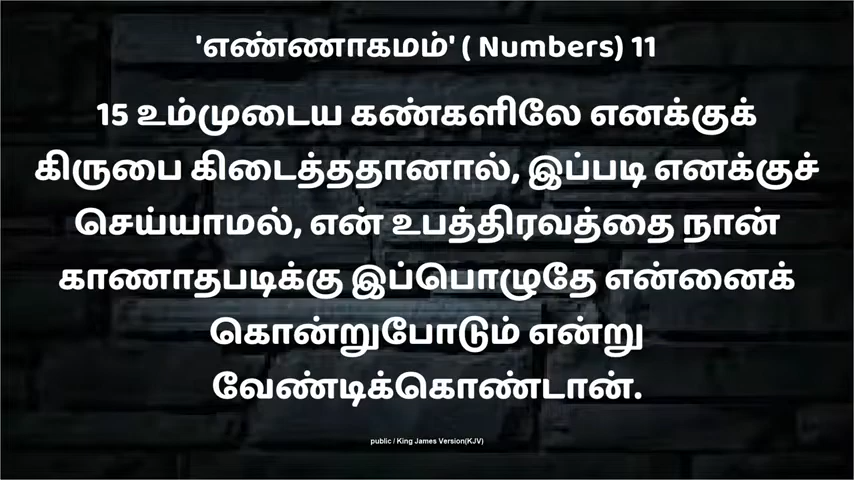 'எண்ணாகமம்' ( Numbers) 11
15 உம்முடைய கண்களிலே எனக்குக்
கிருபை கிடைத்ததானால், இப்படி எனக்குச்
செய்யாமல், என் உபத்திரவத்தை நான்
காணாதபடிக்கு இப்பொழுதே என்னைக்
கொன்றுபோடும் என்று
வேண்டிக்கொண்டான்.
public / King James Version(KJV)